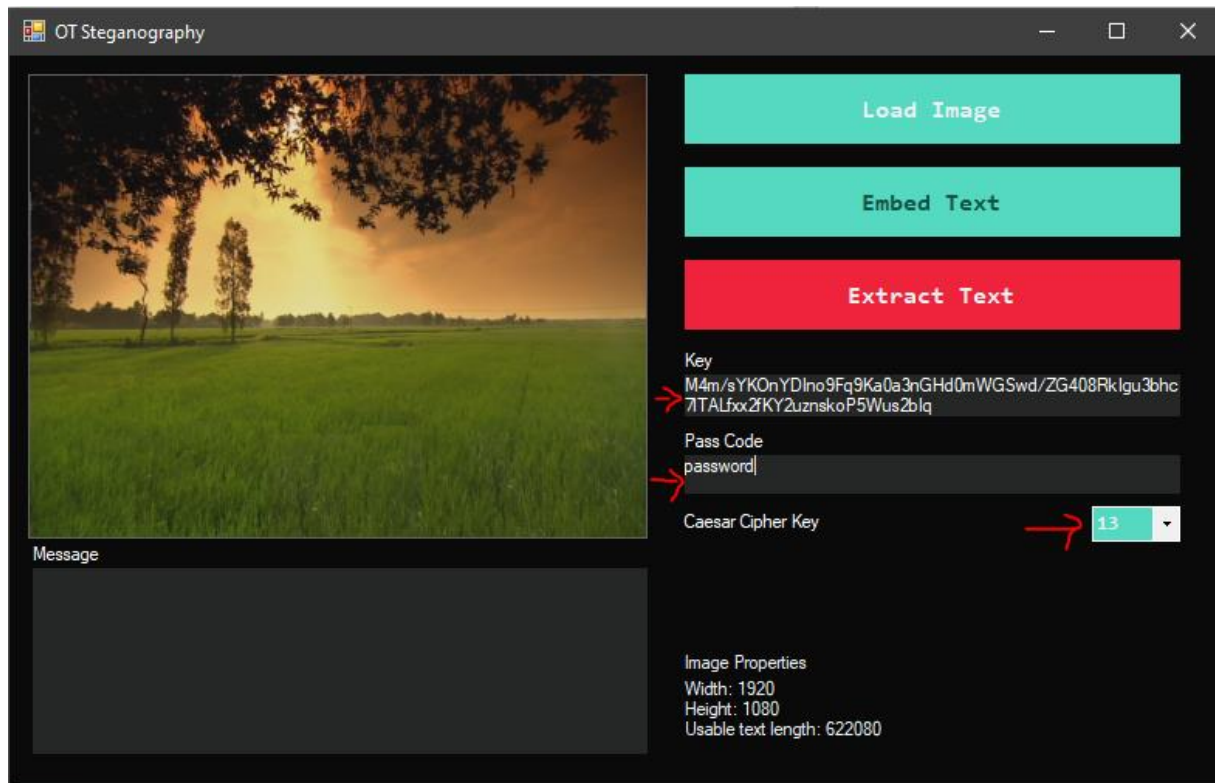 OT Steganography
Load Image
Embed Text
Extract Text
Key
M4m/sYKOnYDlno9Fq9Ka0a3nGHd0mWGSwd/ZG408RkIgu3bhc
7ITALfxx2fKY2uznskoP5Wus2bIq
Pass Code
password
Caesar Cipher Key
13
Message
Image Properties
Width: 1920
Height: 1080
Usable text length: 622080